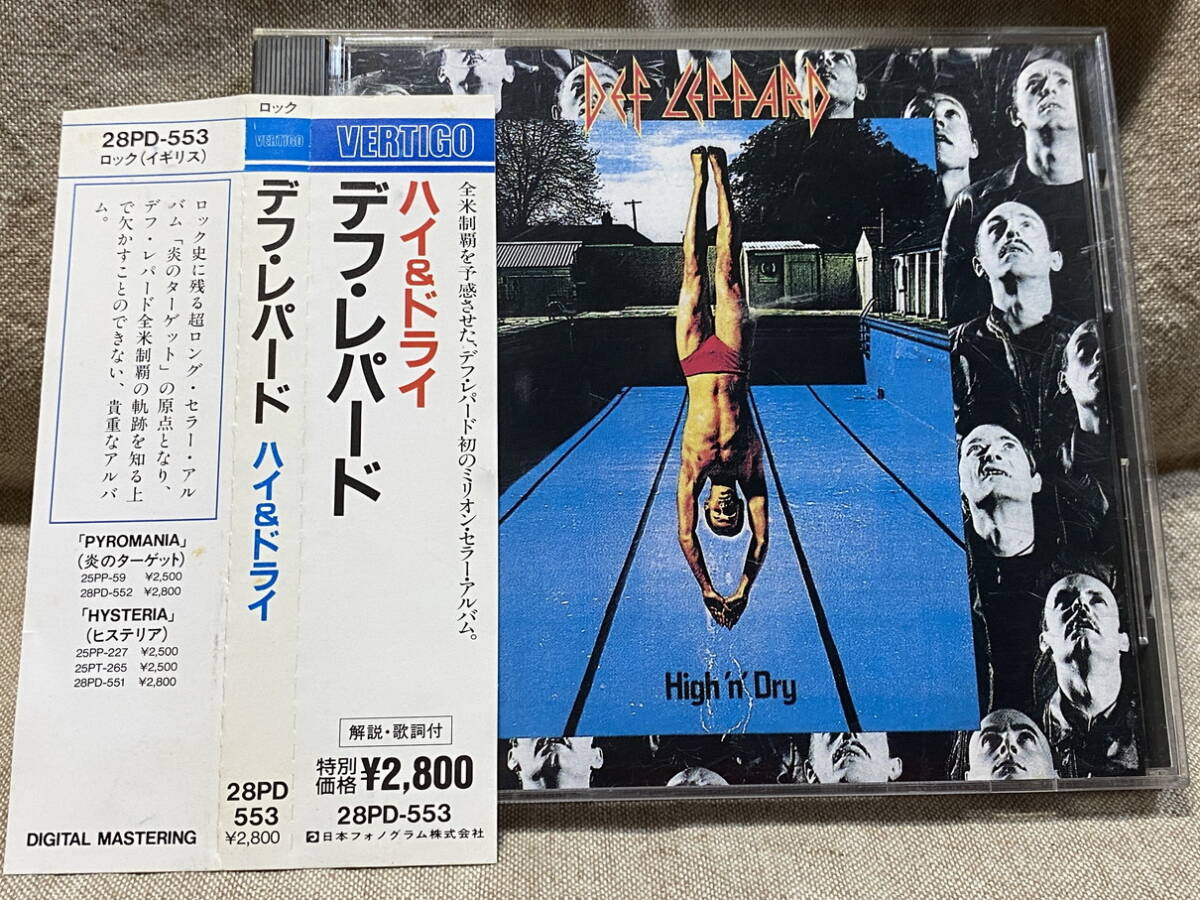 28PD-553
ロック(イギリス)
ロック史に残る超ロング・セラー・アル
バム「炎のターゲット」の原点となり、
デフ・レパード全米制覇の軌跡を知る上
で欠かすことのできない、貴重なアルバ
ム。
「PYROMANIA」
(炎のターゲット)
25PP-59 ¥2,500
28PD-552 ¥2,800
「HYSTERIA」
(ヒステリア)
25PP-227 ¥2,500
25PT-265 ¥2,500
28PD-551 ¥2,800
DIGITAL MASTERING
ロック
VERTIGO
デフ・レパード ハイ&ドライ
28PD
553
¥2,800
VERTIGO
全米制覇を予感させた、デフ・レパード初のミリオン・セラー・アルバム。
ハイ&ドライ
デフ・レパード
解説・歌詞付
特別
価格 ¥2,800
28PD-553
日本フォノグラム株式会社
DEF LEPPARD
High 'n' Dry